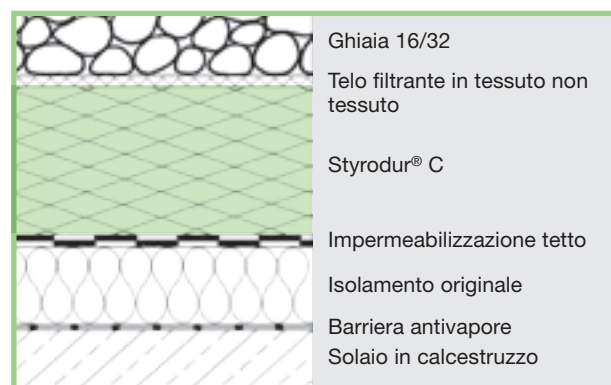 Ghiaia 16/32
Telo filtrante in tessuto non
tessuto
Styrodur® C
Impermeabilizzazione tetto
Isolamento originale
Barriera antivapore
Solaio in calcestruzzo